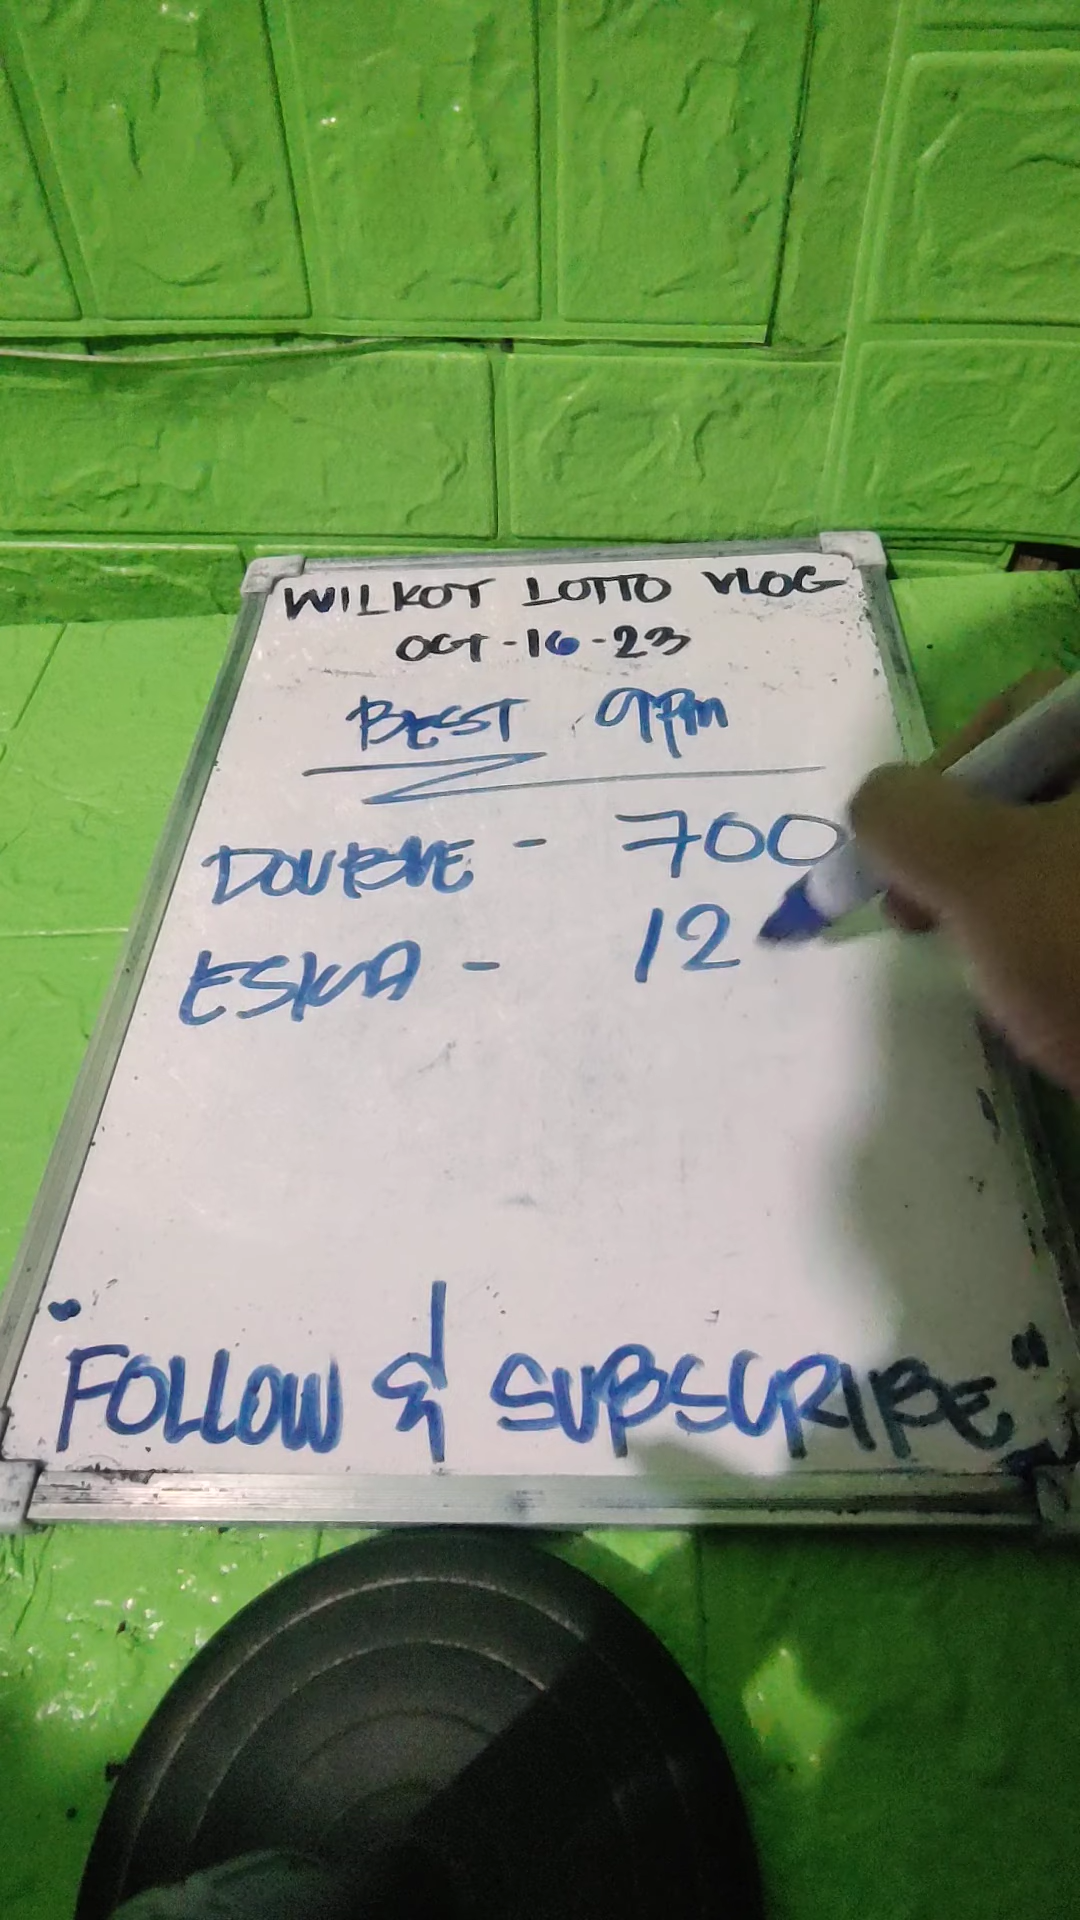 WILKOT LOTTO VLOG
OCT-16-23
BEST 9PM
DOUBLE - 700
ESKA - 12
"FOLLOW & SUBSCRIBE"